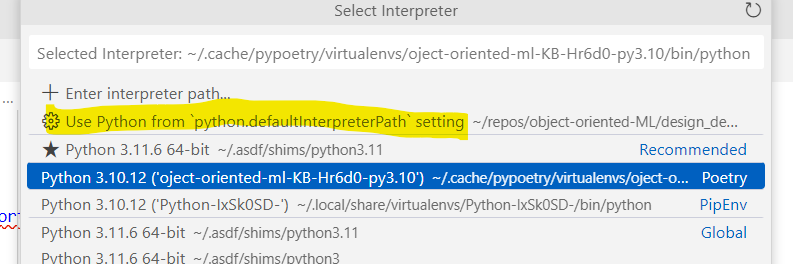 Select Interpreter
Selected Interpreter: ~/.cache/pypoetry/virtualenvs/oject-oriented-ml-KB-Hr6d0-py3.10/bin/python
Enter interpreter path...
...
Use Python from `python.defaultInterpreterPath` setting ~/repos/object-oriented-ML/design_de...
Python 3.11.6 64-bit ~/.asdf/shims/python3.11 Recommended
Python 3.10.12 ('oject-oriented-ml-KB-Hr6d0-py3.10') ~/.cache/pypoetry/virtualenvs/oject-o... Poetry
Python 3.10.12 ('Python-IxSk0SD-') ~/.local/share/virtualenvs/Python-IxSk0SD-/bin/python PipEnv
ort
Python 3.11.6 64-bit ~/.asdf/shims/python3.11 Global
Python 3.11.6 64-bit ~/.asdf/shims/python3